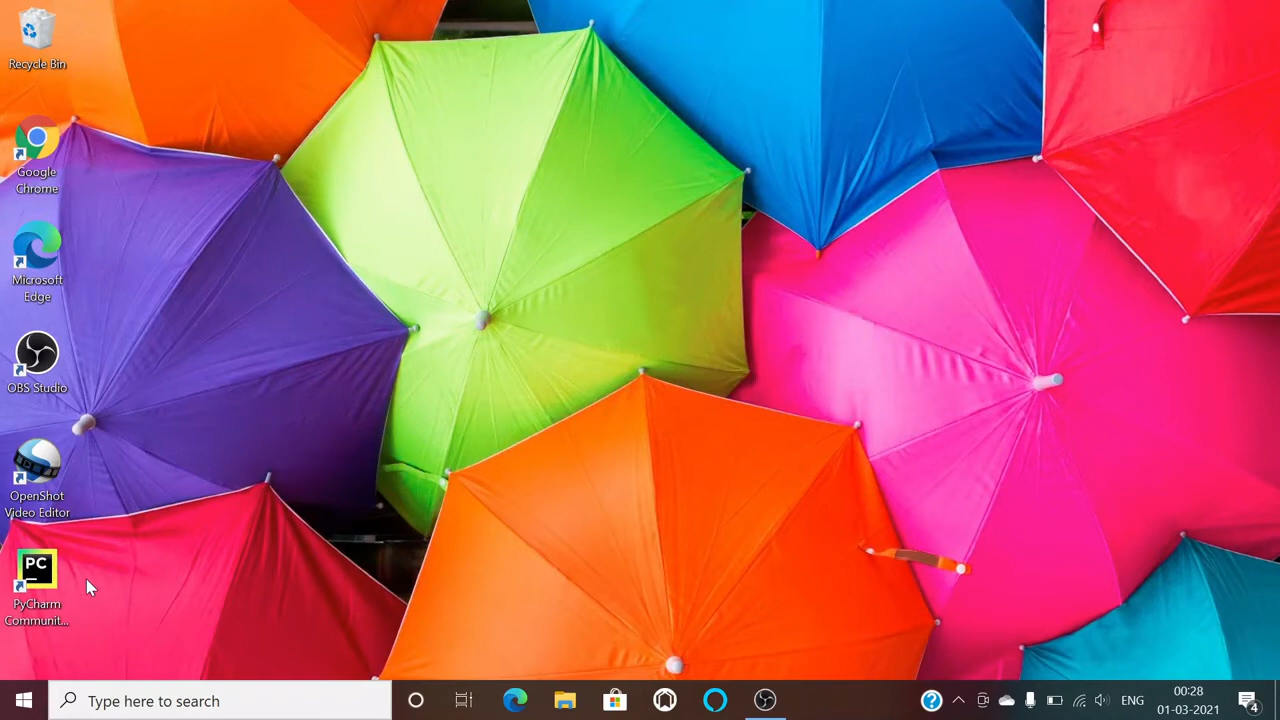 Recycle Bin
Google
Chrome
Microsoft
Edge
OBS Studio
OpenShot
Video Editor
PC
PyCharm
Communit...
Type here to search
ENG
00:28
01-03-2021
4